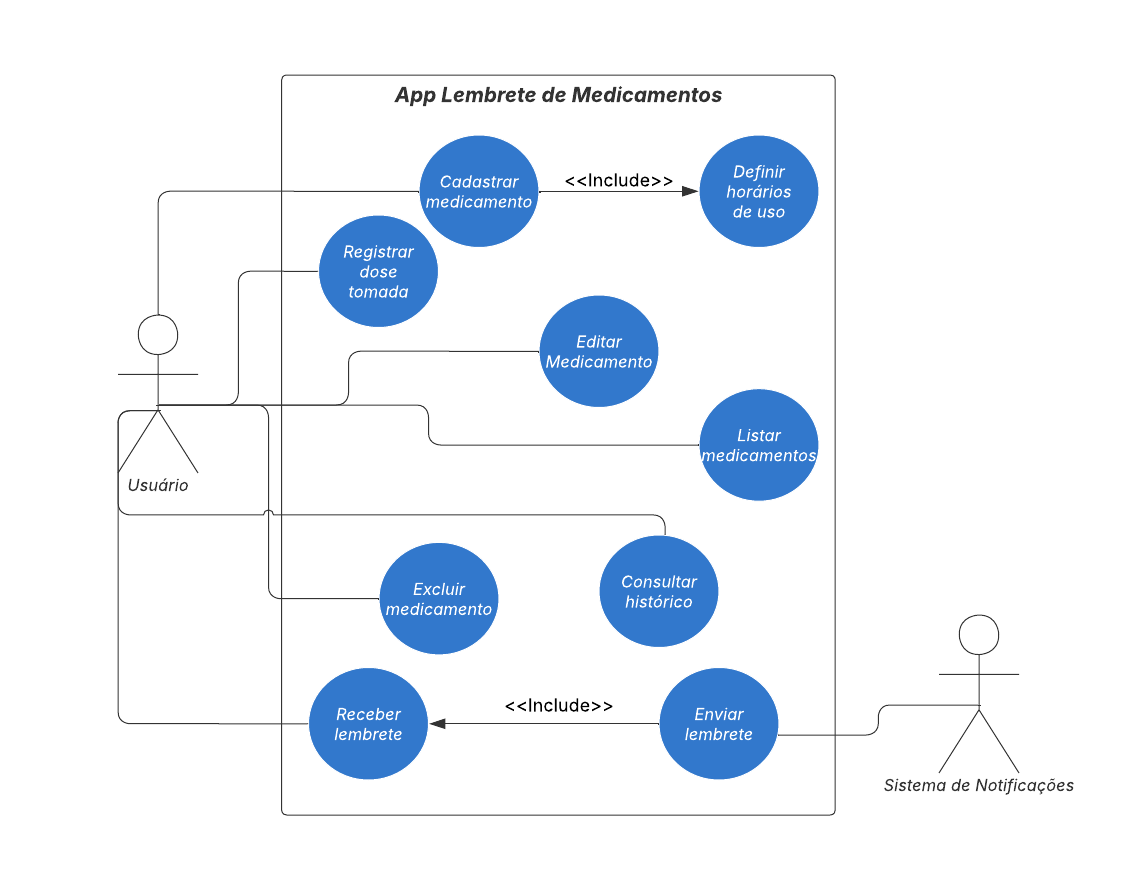 App Lembrete de Medicamentos
Cadastrar
medicamento
<<Include>>
Definir
horários
de uso
Registrar
dose
tomada
Editar
Medicamento
Listar
medicamentos
Usuário
Excluir
medicamento
Consultar
histórico
Receber
lembrete
<<Include>>
Enviar
lembrete
Sistema de Notificações